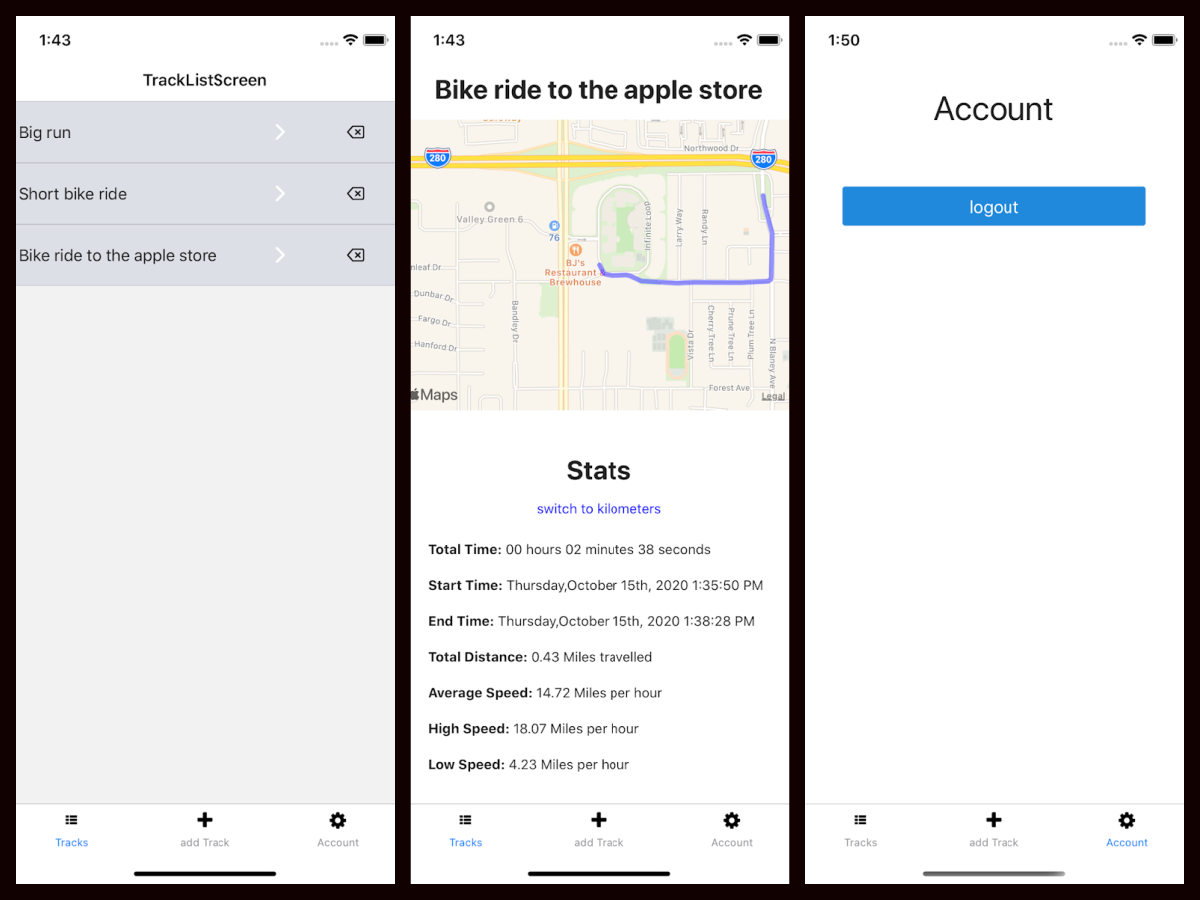 1:43
TrackListScreen
Big run
Short bike ride
Bike ride to the apple store
Tracks
add Track
Account
1:43
Bike ride to the apple store
280
Northwood Dr
280
Valley Green 6
76
Infinite Loop
Larry Way
Randy Ln
BJ's
Restaurant &
Brewhouse
nleaf Dr
Dunbar Dr
Fargo Dr
Hanford Dr
Bandley Dr
Vista Dr
Cherry Tree Ln
Prune Tree Ln
Plum Tree Ln
N Blaney Ave
Forest Ave
Maps
Legal
Stats
switch to kilometers
Total Time: 00 hours 02 minutes 38 seconds
Start Time: Thursday,October 15th, 2020 1:35:50 PM
End Time: Thursday,October 15th, 2020 1:38:28 PM
Total Distance: 0.43 Miles travelled
Average Speed: 14.72 Miles per hour
High Speed: 18.07 Miles per hour
Low Speed: 4.23 Miles per hour
Tracks
add Track
Account
1:50
Account
logout
Tracks
add Track
Account